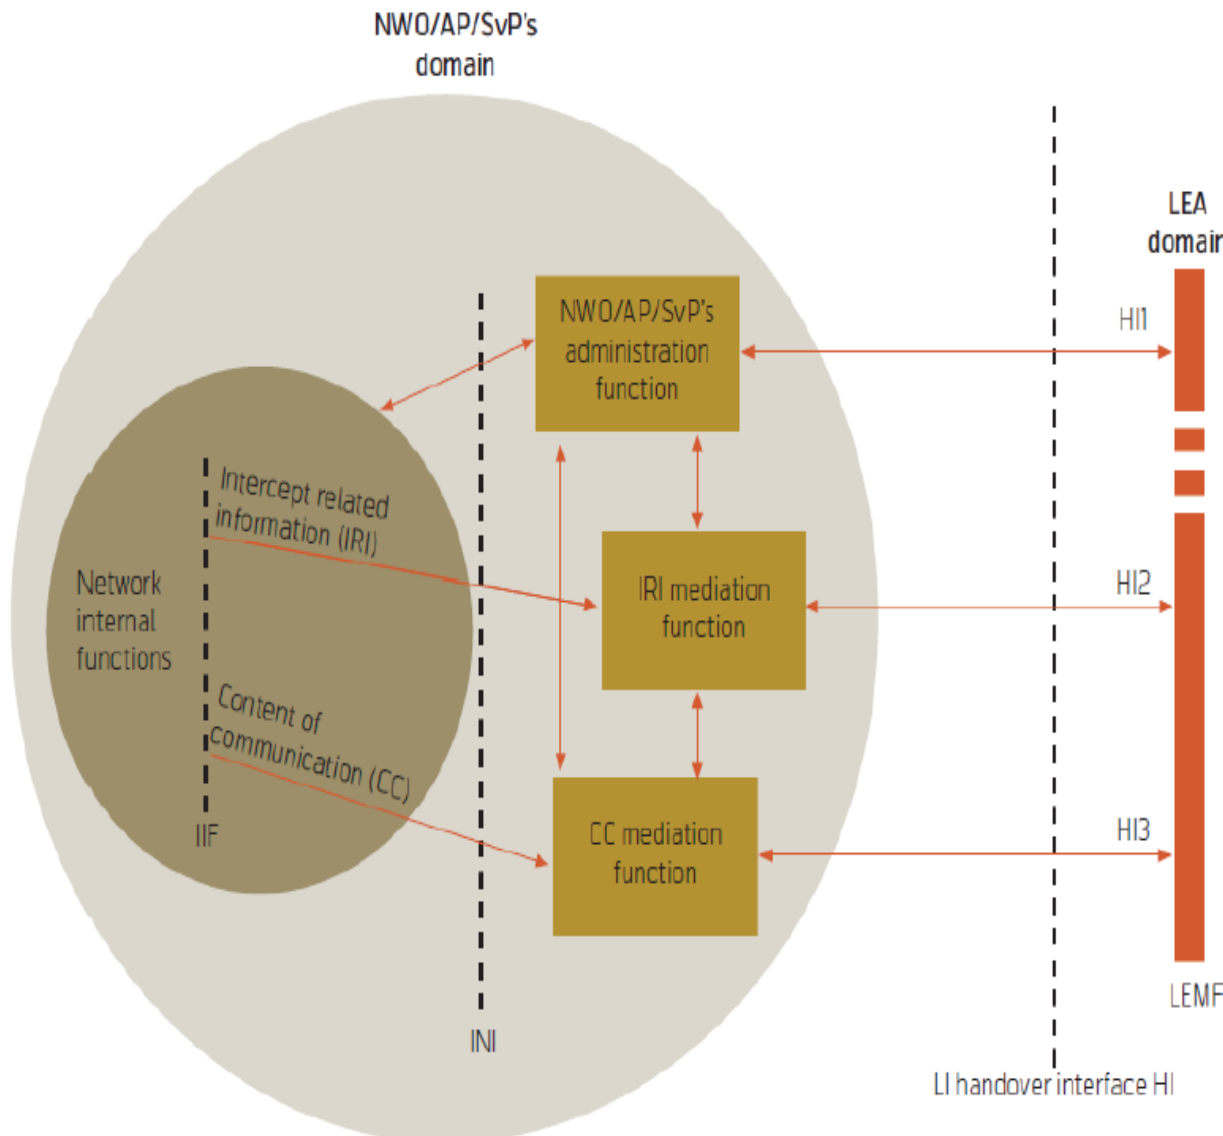 NWO/AP/SvP's
domain
LEA
domain
NWO/AP/SvP's
administration
function
HI1
Intercept related
information (IRI)
Network
internal
functions
IRI mediation
function
HI2
Content of
communication (CC)
IIF
CC mediation
function
HI3
LEMF
INI
LI handover interface HI